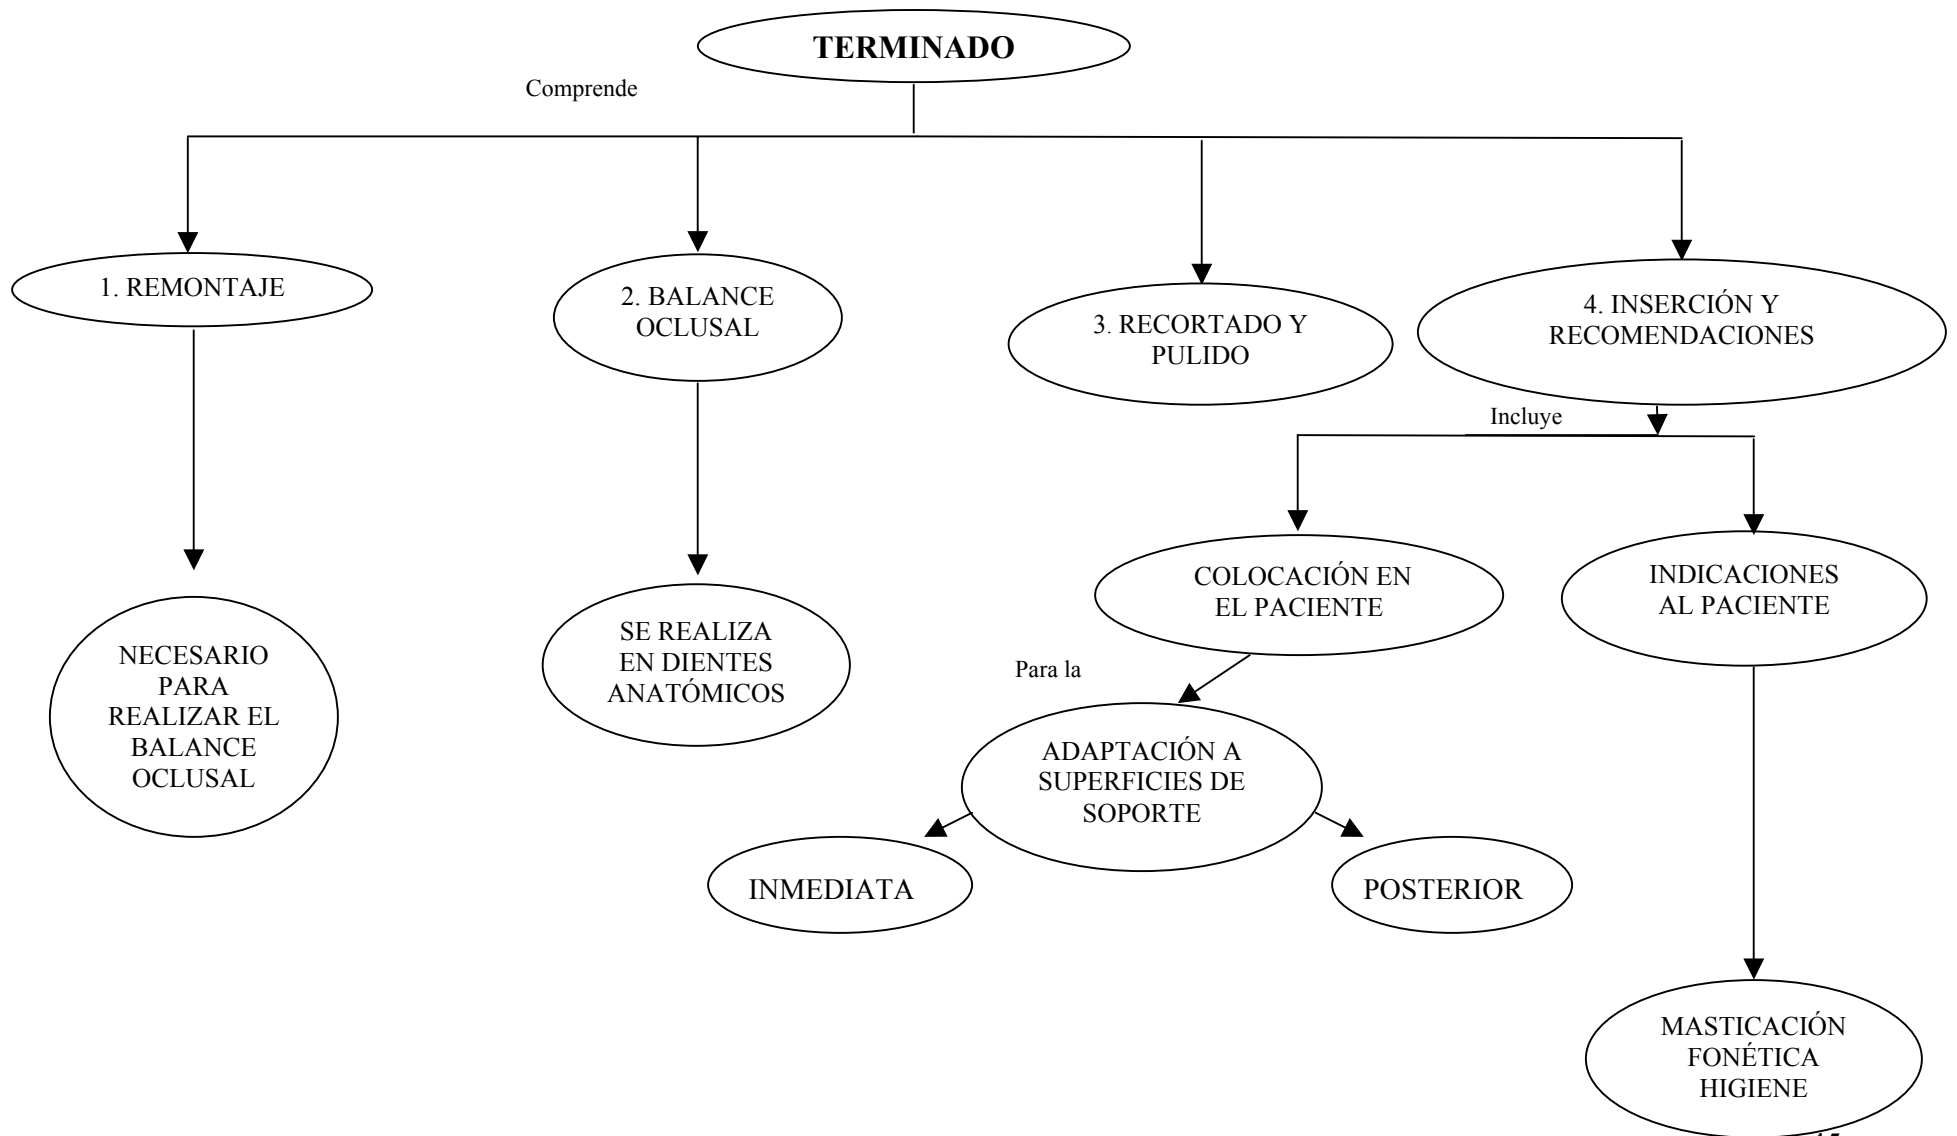 TERMINADO
Comprende
1. REMONTAJE
2. BALANCE
OCLUSAL
3. RECORTADO Y
PULIDO
4. INSERCIÓN Y
RECOMENDACIONES
Incluye
COLOCACIÓN EN
EL PACIENTE
INDICACIONES
AL PACIENTE
NECESARIO
PARA
REALIZAR EL
BALANCE
OCLUSAL
SE REALIZA
EN DIENTES
ANATÓMICOS
Para la
ADAPTACIÓN A
SUPERFICIES DE
SOPORTE
INMEDIATA
POSTERIOR
MASTICACIÓN
FONÉTICA
HIGIENE